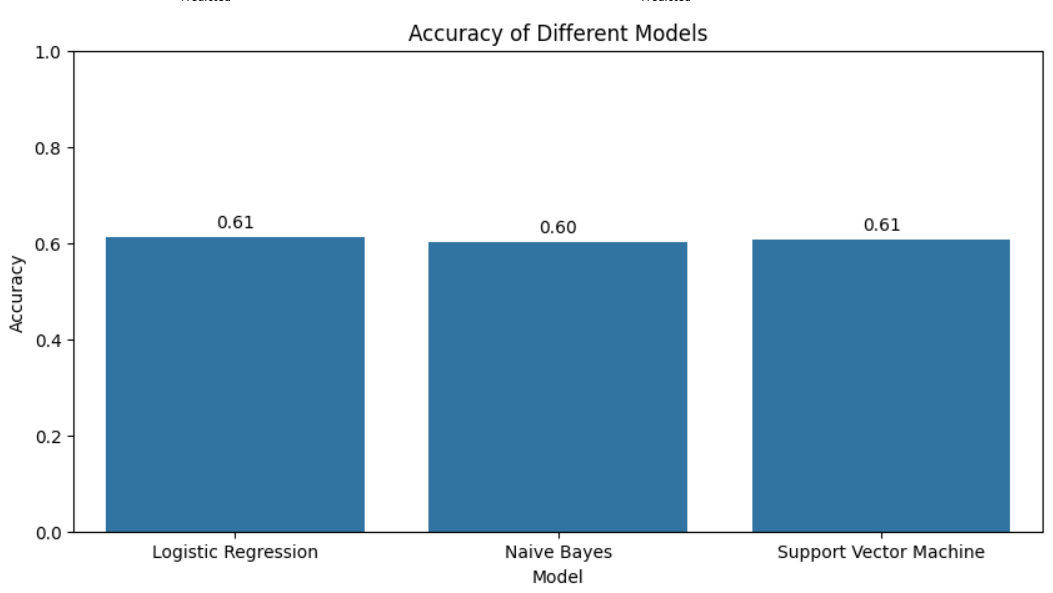 Accuracy of Different Models
1.0
0.8
0.6
0.4
0.2
0.0
Accuracy
0.61
0.60
0.61
Logistic Regression
Naive Bayes
Support Vector Machine
Model